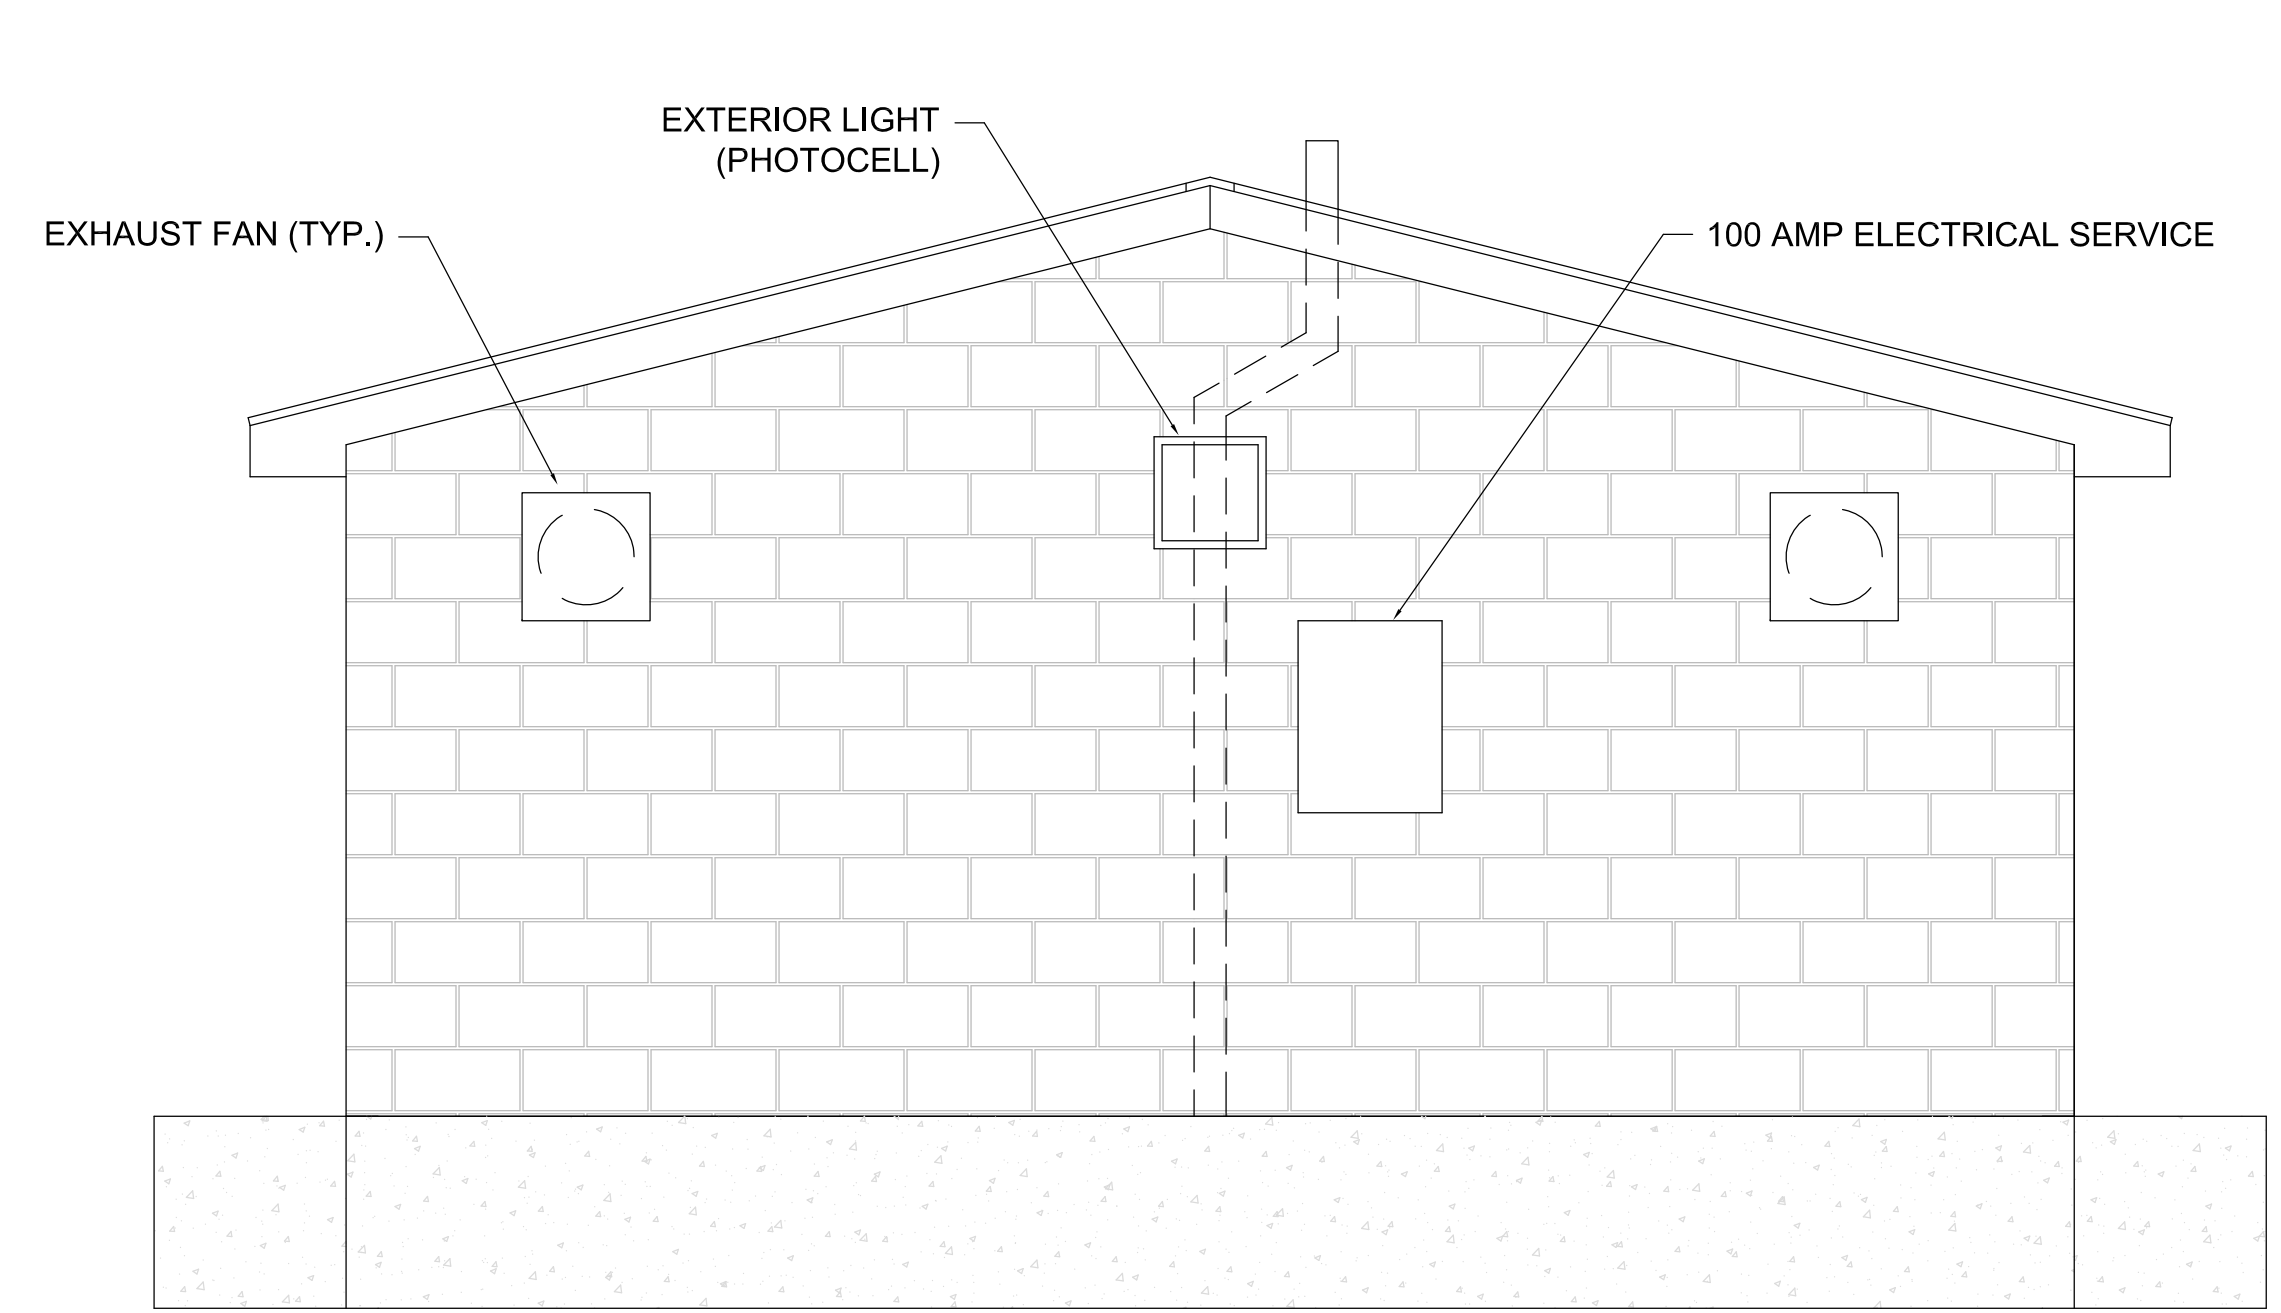 EXTERIOR LIGHT
(PHOTOCELL)
EXHAUST FAN (TYP.)
100 AMP ELECTRICAL SERVICE